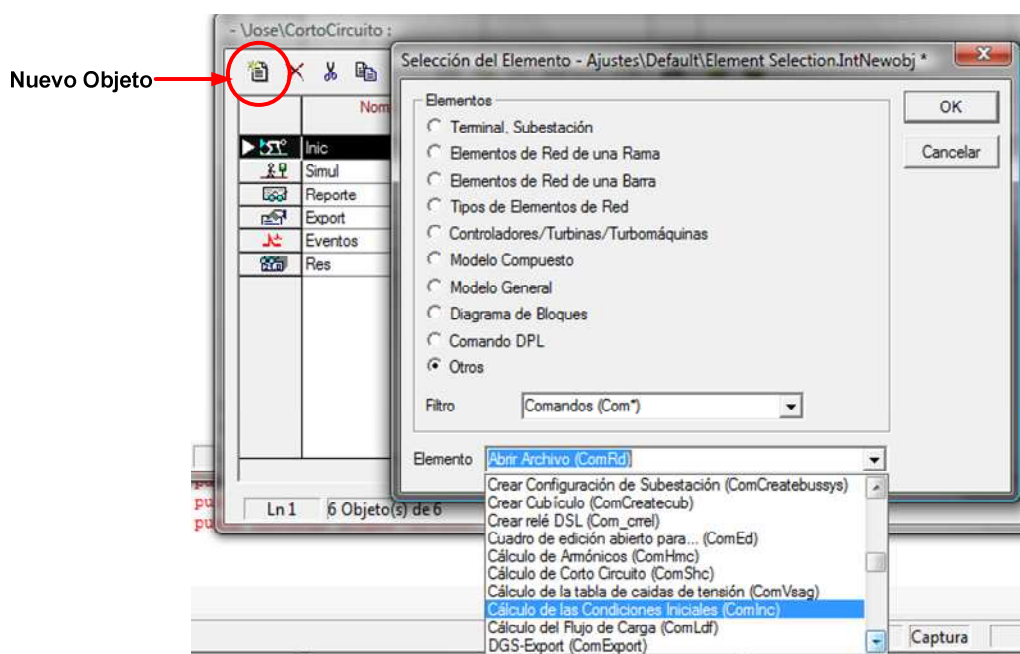 - \Jose\CortoCircuito :
Nuevo Objeto
Selección del Elemento - Ajustes\Default\Element Selection.IntNewobj *
Nom
Inic
Simul
Reporte
Export
Eventos
Res
Elementos
Terminal, Subestación
Elementos de Red de una Rama
Elementos de Red de una Barra
Tipos de Elementos de Red
Controladores/Turbinas/Turbomáquinas
Modelo Compuesto
Modelo General
Diagrama de Bloques
Comando DPL
Otros
Filtro Comandos (Com*)
OK
Cancelar
Elemento Abrir Archivo (ComRd)
Crear Configuración de Subestación (ComCreatebussys)
Crear Cubículo (ComCreatecub)
Crear relé DSL (Com_crrel)
Cuadro de edición abierto para... (ComEd)
Cálculo de Armónicos (ComHmc)
Cálculo de Corto Circuito (ComShc)
Cálculo de la tabla de caidas de tensión (ComVsag)
Cálculo de las Condiciones Iniciales (ComInc)
Cálculo del Flujo de Carga (ComLdf)
DGS-Export (ComExport)
Ln 1 6 Objeto(s) de 6
pu
pu
Captura